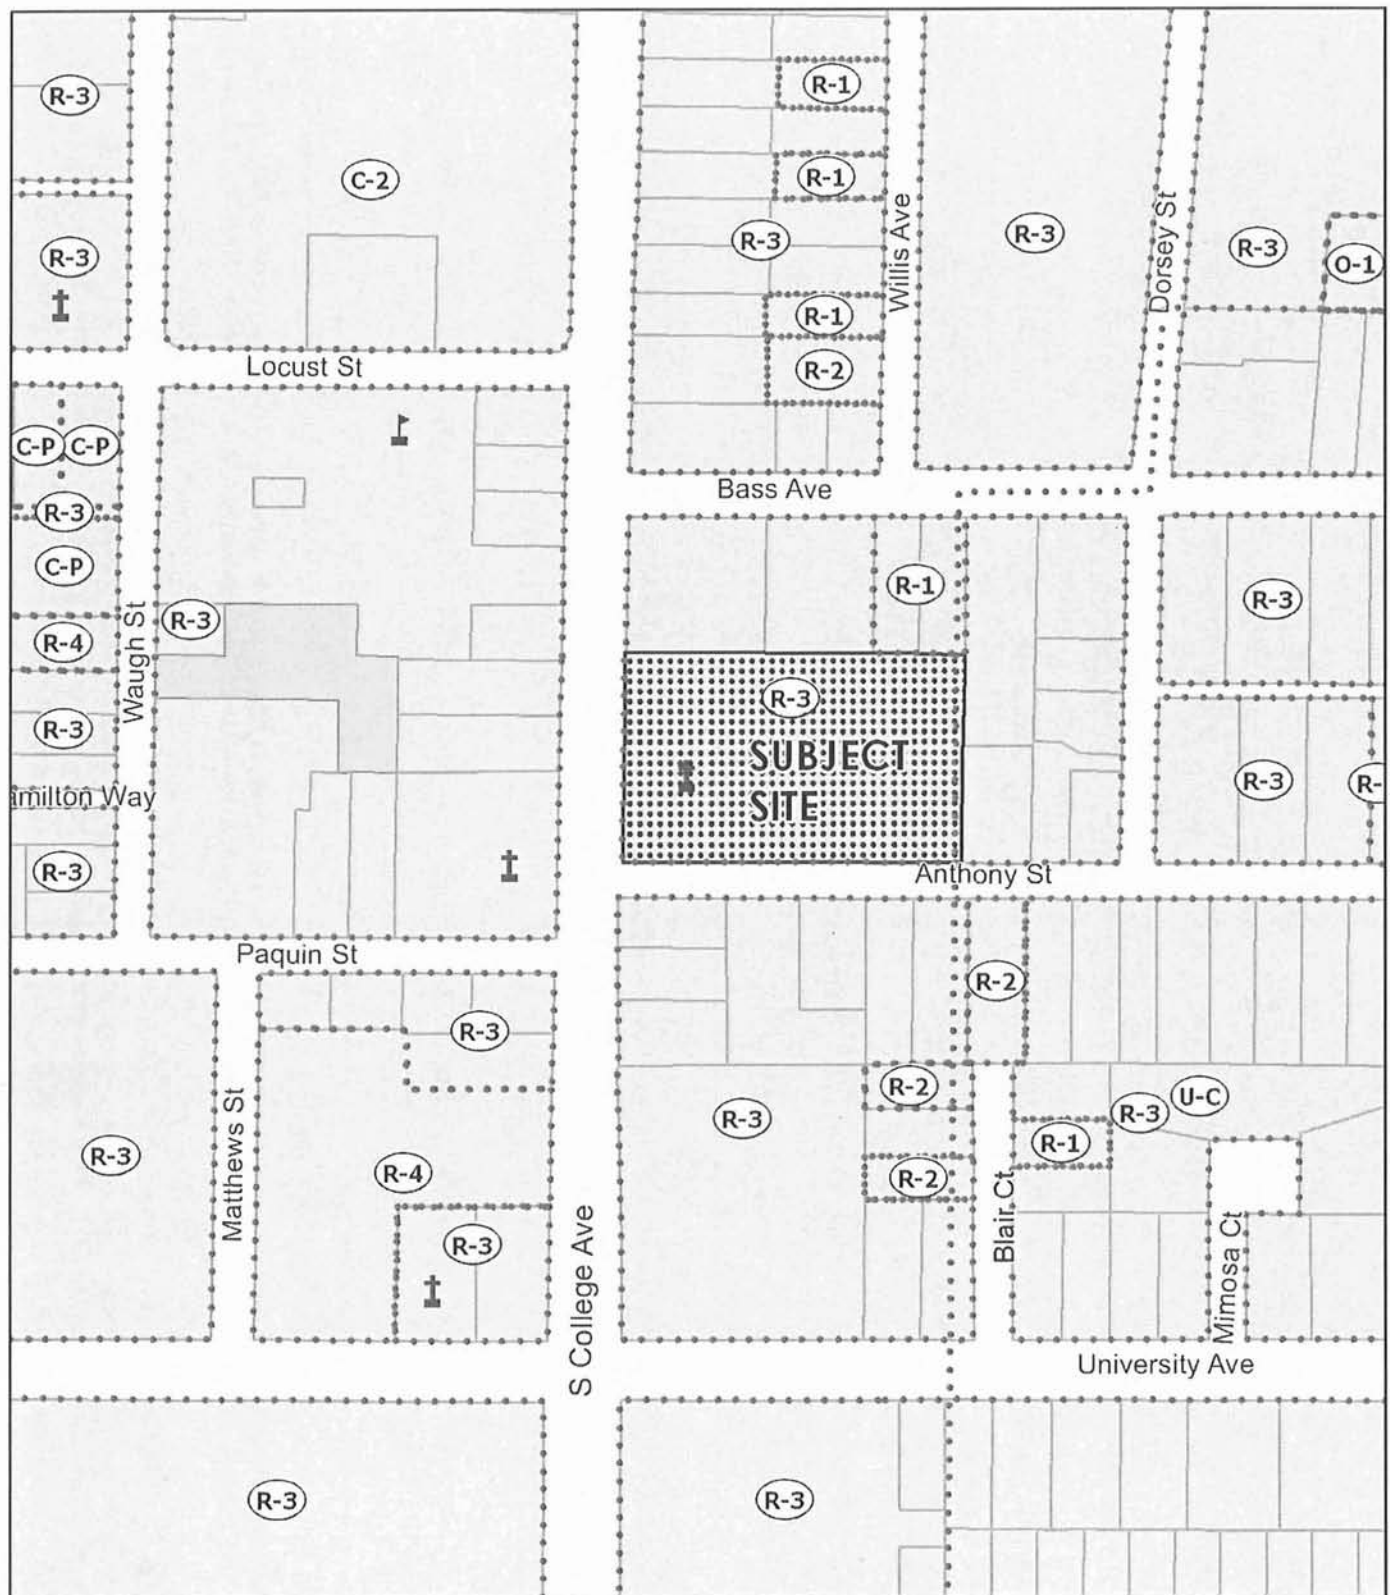 R-1
R-3
C-2
R-1
Willis Ave
Dorsey St
R-3
R-3
R-3
R-3
O-1
R-1
Locust St
R-2
C-P
C-P
Bass Ave
R-3
C-P
R-1
R-3
Waugh St
R-3
R-4
R-3
R-3
SUBJECT
SITE
R-3
R-
amilton Way
R-3
Anthony St
Paquin St
R-2
R-3
R-2
U-C
R-3
R-3
R-1
Matthews St
R-3
R-4
R-2
Blair Ct
Mimosa Ct
R-3
S College Ave
University Ave
R-3
R-3